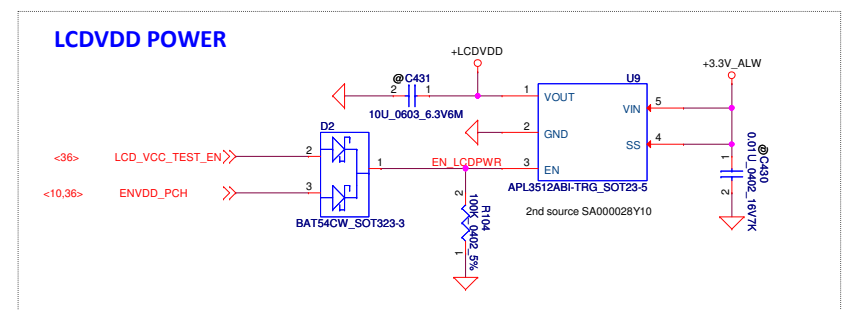 LCDVDD POWER
+LCDVDD
+3.3V_ALW
@C431
2
1
10U_0603_6.3V6M
U9
1
VOUT
VIN
5
2
GND
SS
4
3
EN
APL3512ABI-TRG_SOT23-5
2nd source SA000028Y10
1
2
@C430
0.01U_0402_16V7K
D2
<36>
LCD_VCC_TEST_EN
2
1
EN_LCDPWR
<10,36>
ENVDD_PCH
3
BAT54CW_SOT323-3
2
1
R104
100K_0402_5%